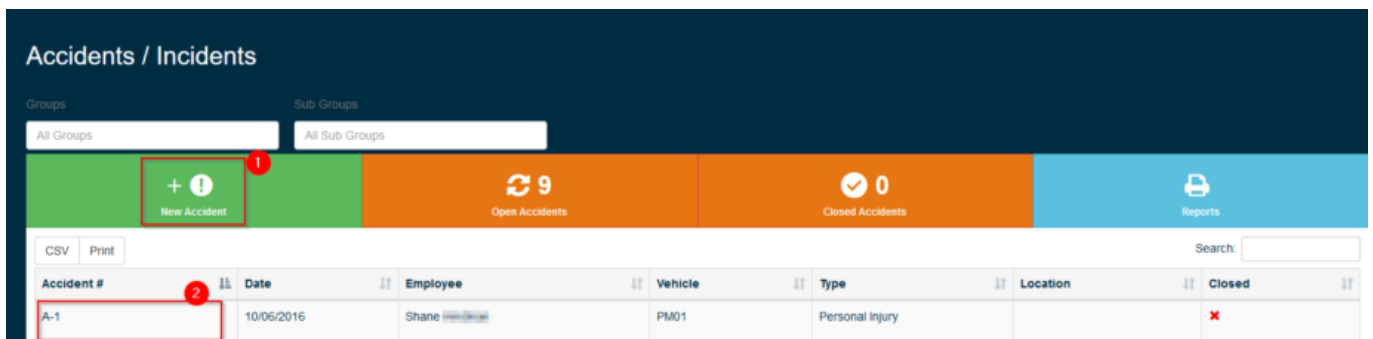 Accidents / Incidents
Groups Sub Groups
All Groups All Sub Groups
1
+ 9 0
New Accident Open Accidents Closed Accidents Reports
CSV Print Search:
Accident # 2 Date Employee Vehicle Type Location Closed
A-1 10/06/2016 Shane PM01 Personal Injury